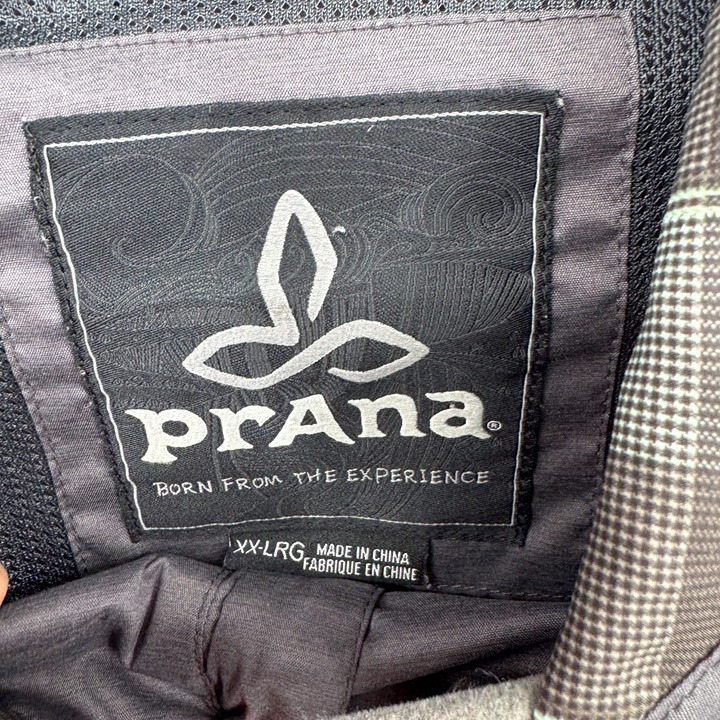 prAna®
BORN FROM THE EXPERIENCE
XX-LRG MADE IN CHINA
FABRIQUE EN CHINE